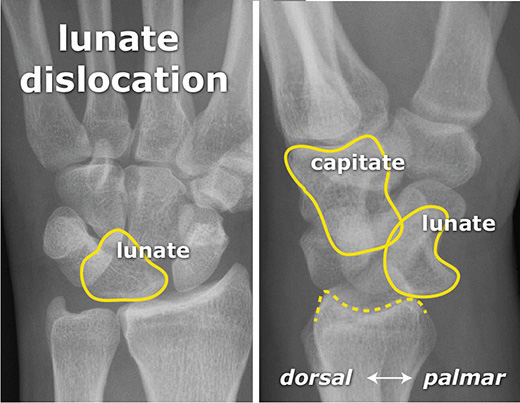 lunate
dislocation
lunate
capitate
lunate
dorsal ↔ palmar